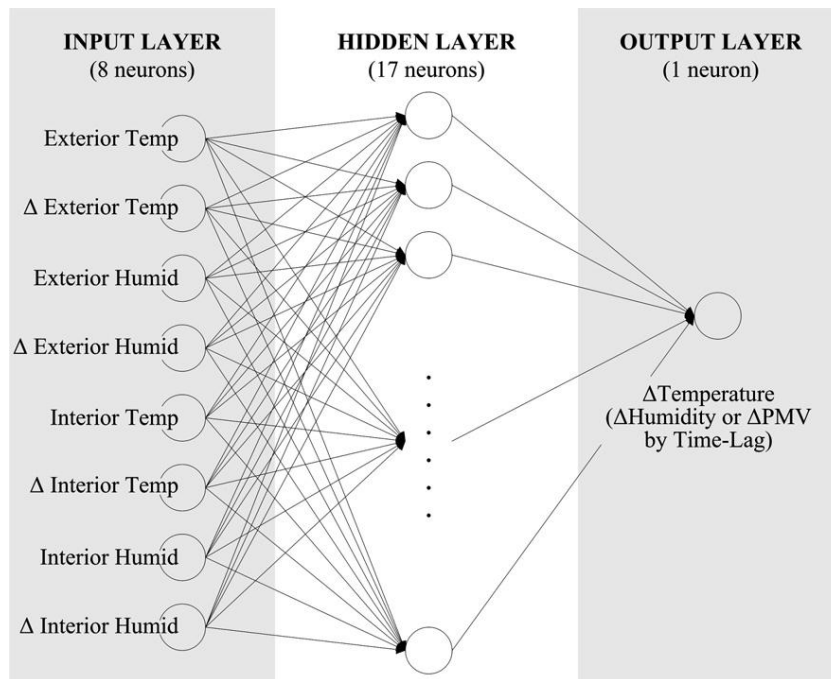 INPUT LAYER
(8 neurons)
HIDDEN LAYER
(17 neurons)
OUTPUT LAYER
(1 neuron)
Exterior Temp
Δ Exterior Temp
Exterior Humid
Δ Exterior Humid
Interior Temp
Δ Interior Temp
Interior Humid
Δ Interior Humid
ΔTemperature
(ΔHumidity or ΔPMV
by Time-Lag)